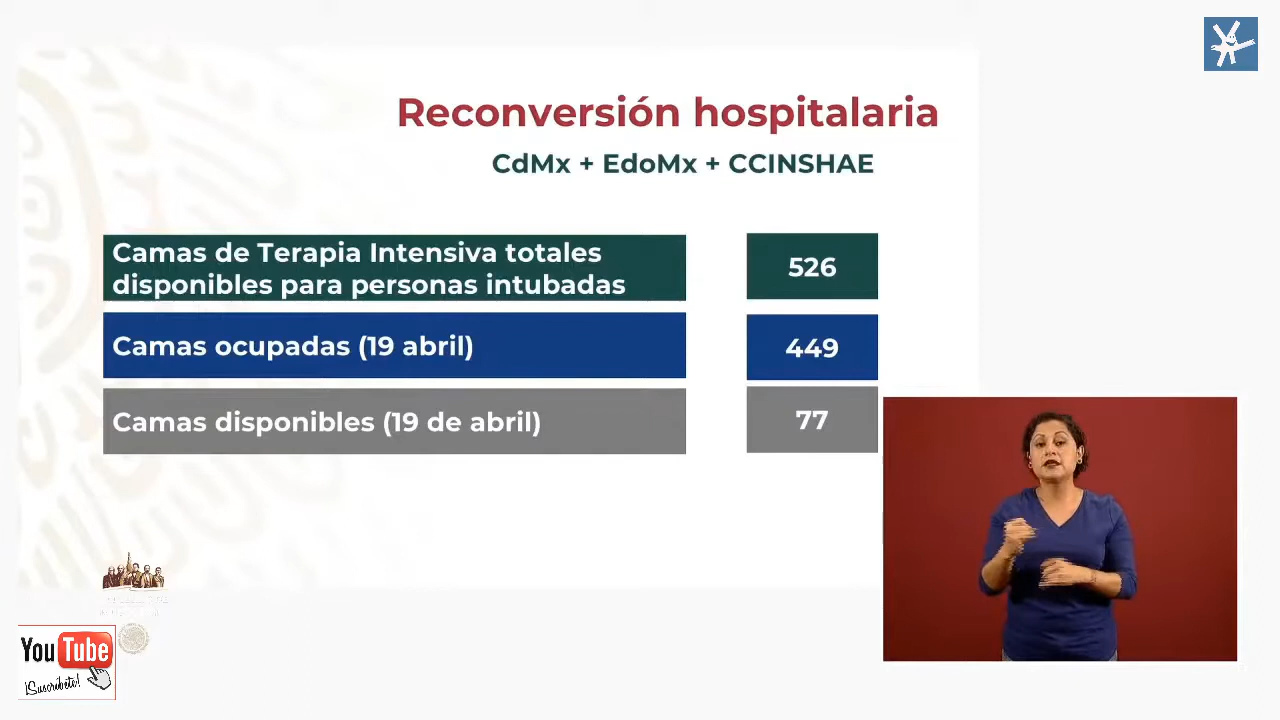 Reconversión hospitalaria
CdMx + EdoMx + CCINSHAE
Camas de Terapia Intensiva totales
disponibles para personas intubadas
526
Camas ocupadas (19 abril)
449
Camas disponibles (19 de abril)
77
YouTube
¡Suscríbete!